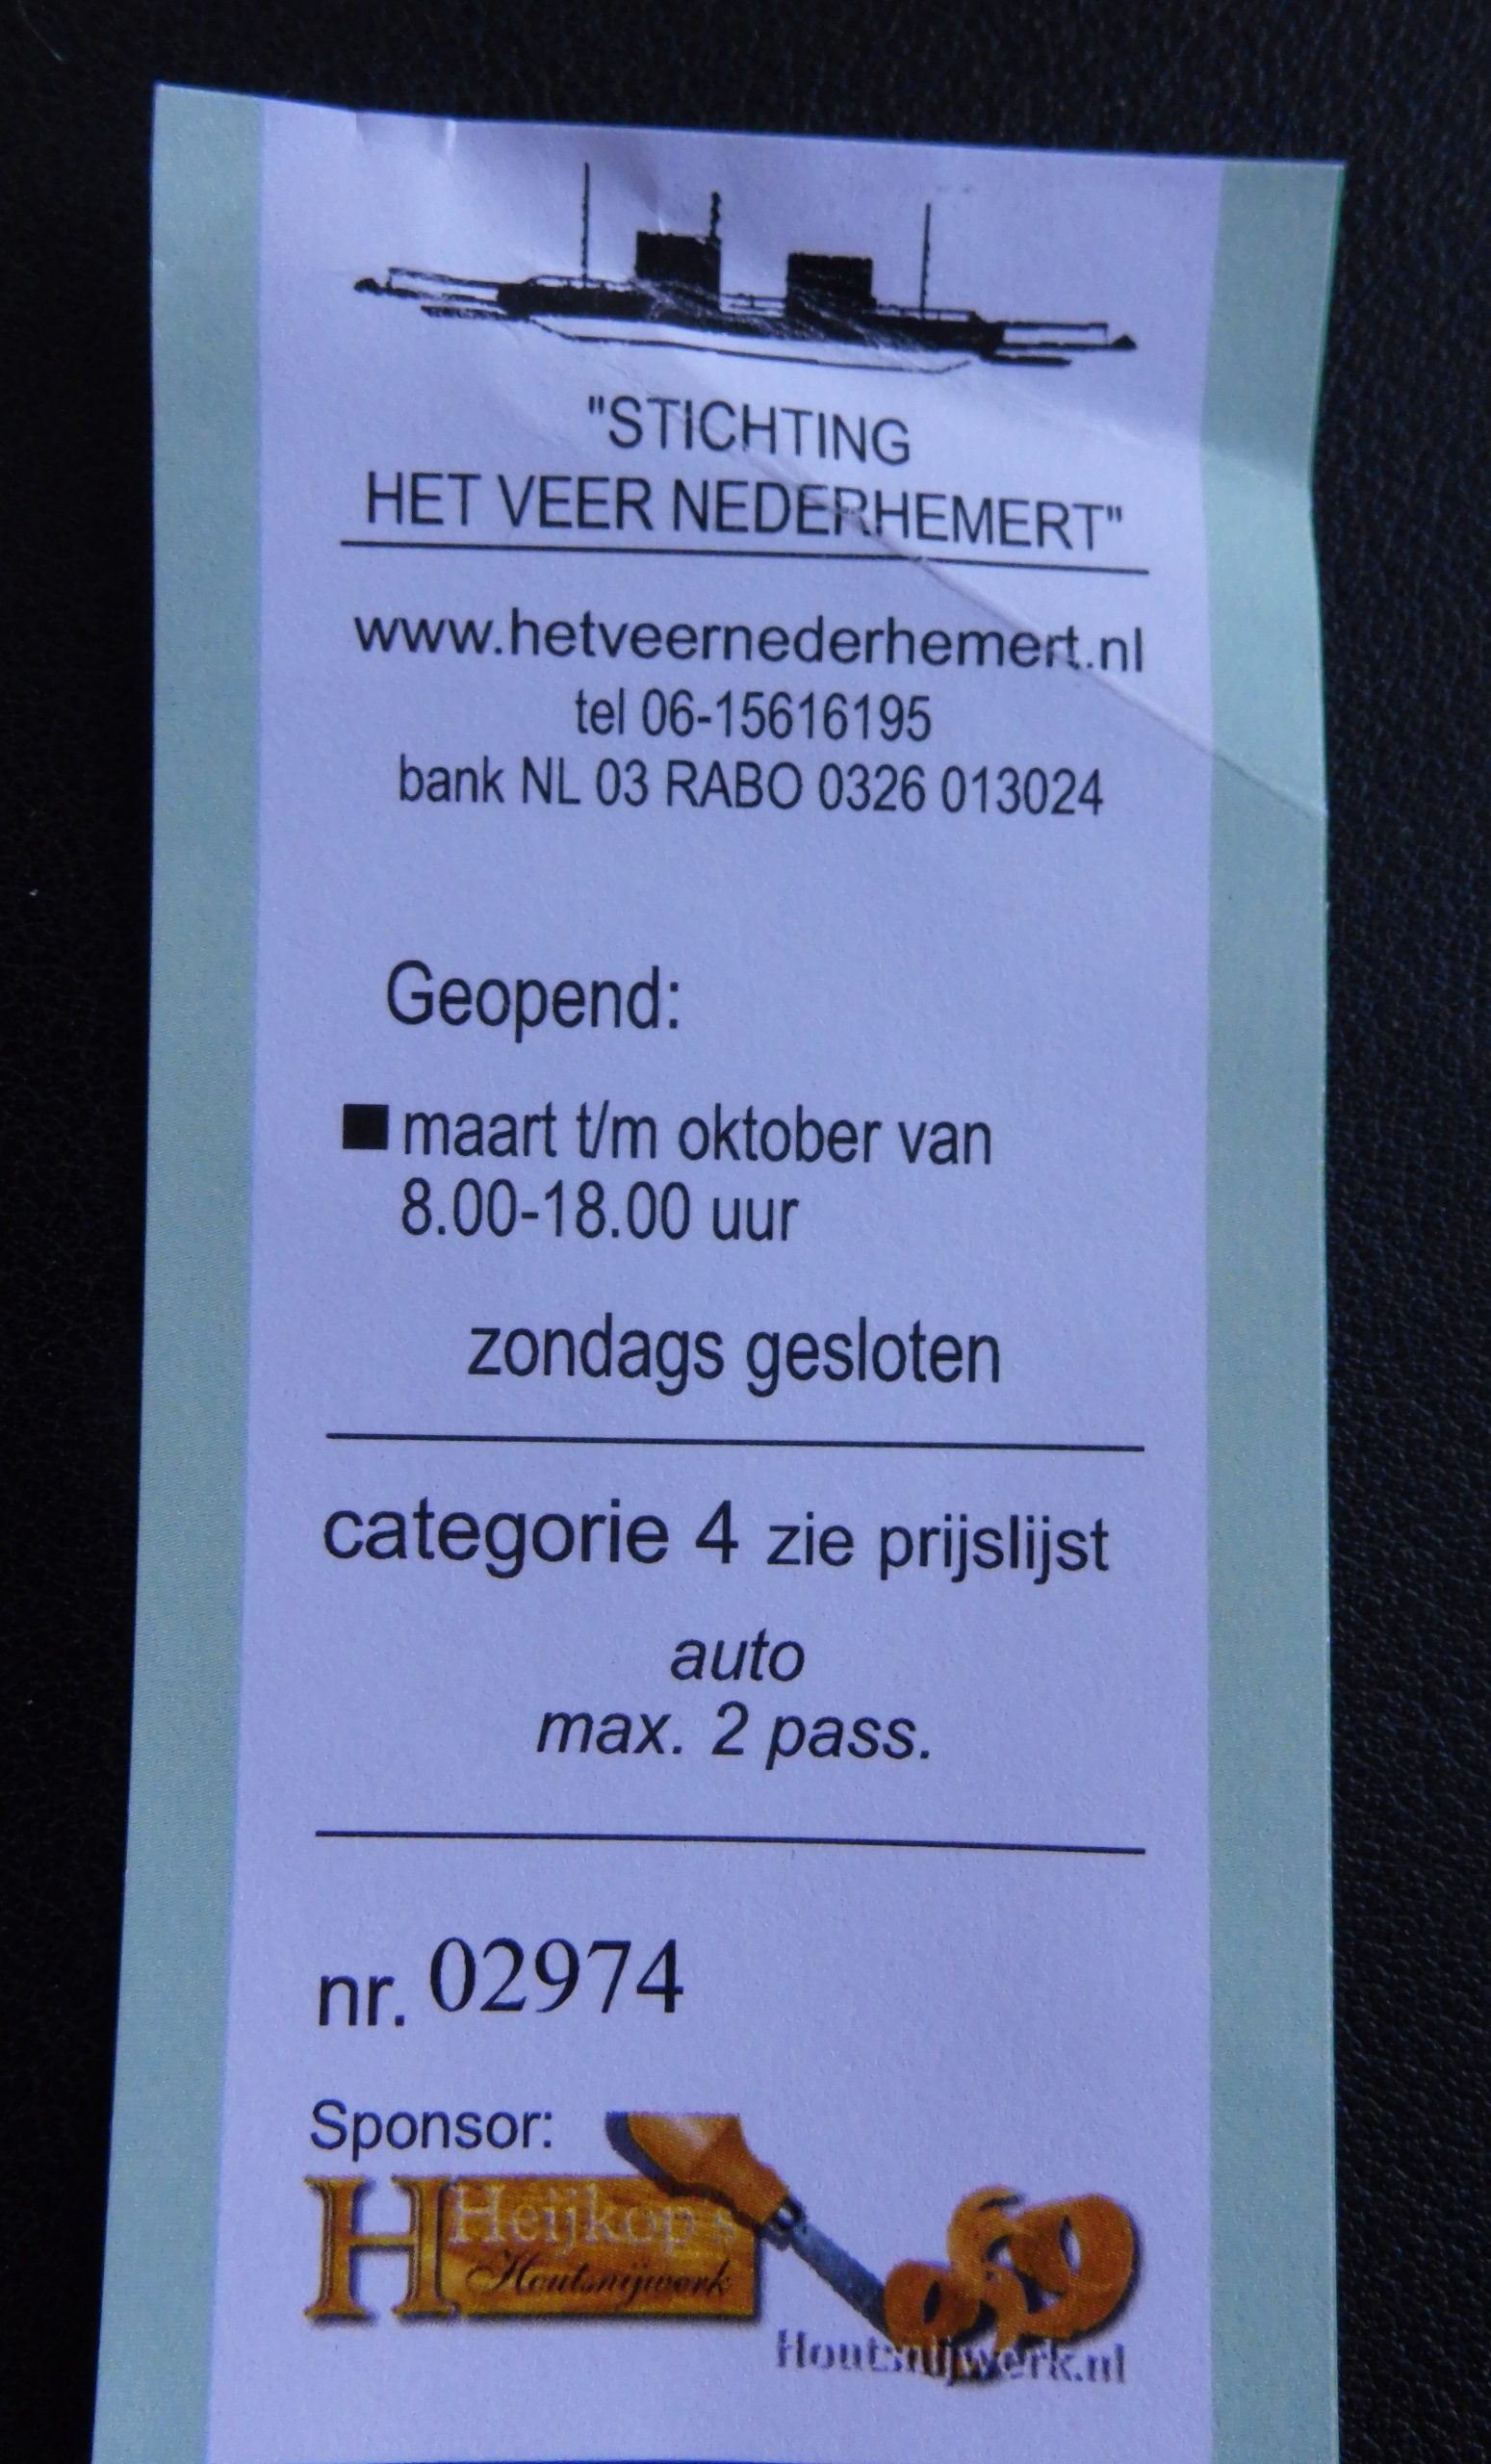 "STICHTING
HET VEER NEDERHEMERT"
www.hetveernederhemert.nl
tel 06-15616195
bank NL 03 RABO 0326 013024
Geopend:
maart t/m oktober van
8.00-18.00 uur
zondags gesloten
categorie 4 zie prijslijst
auto
max. 2 pass.
nr. 02974
Sponsor:
H Heijkop's
Houtsnijwerk
Houtsnijwerk.nl